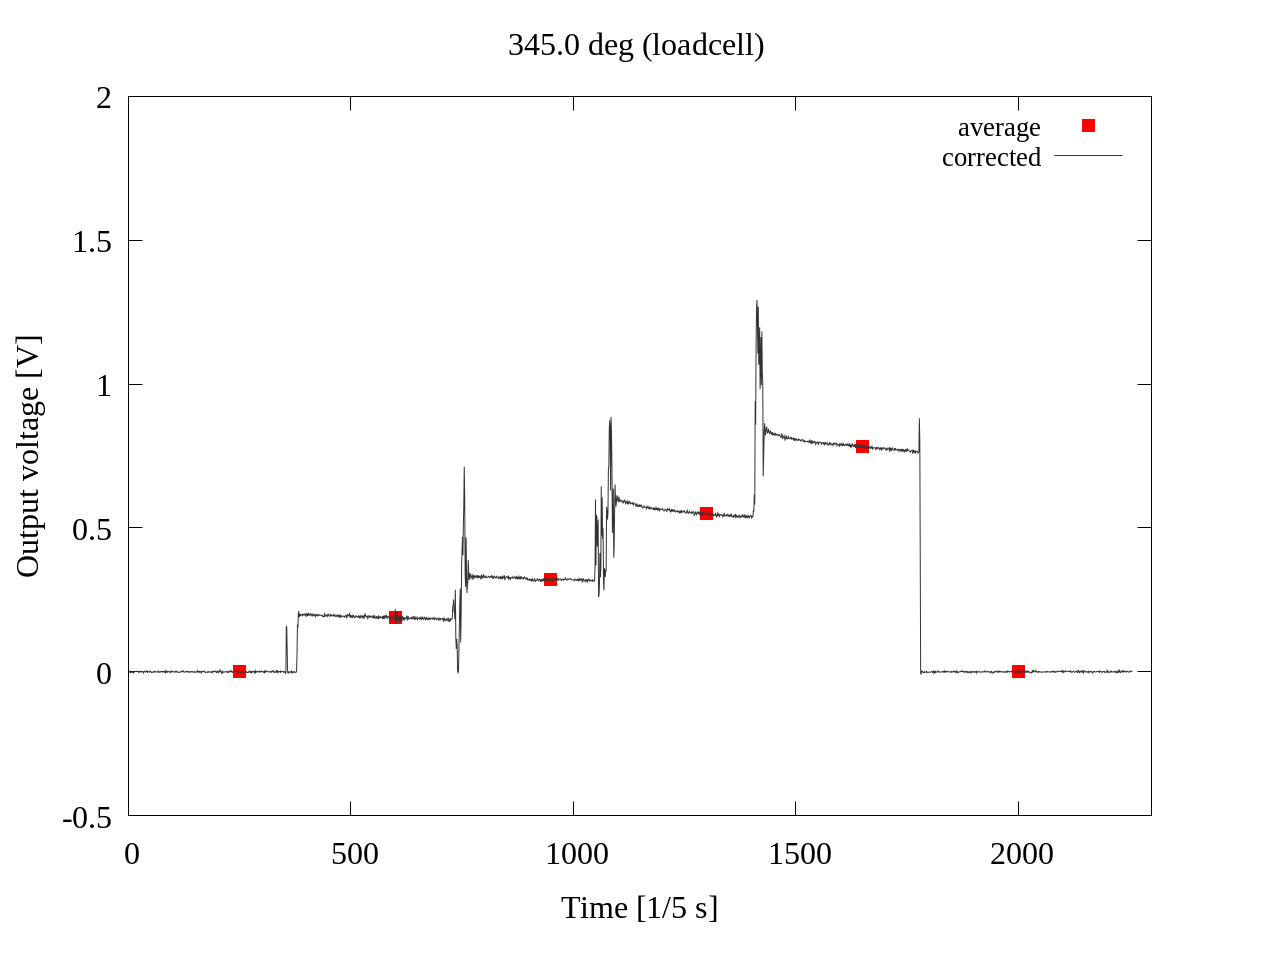 345.0 deg (loadcell)
average
corrected
2
1.5
1
0.5
0
-0.5
Output voltage [V]
0 500 1000 1500 2000
Time [1/5 s]